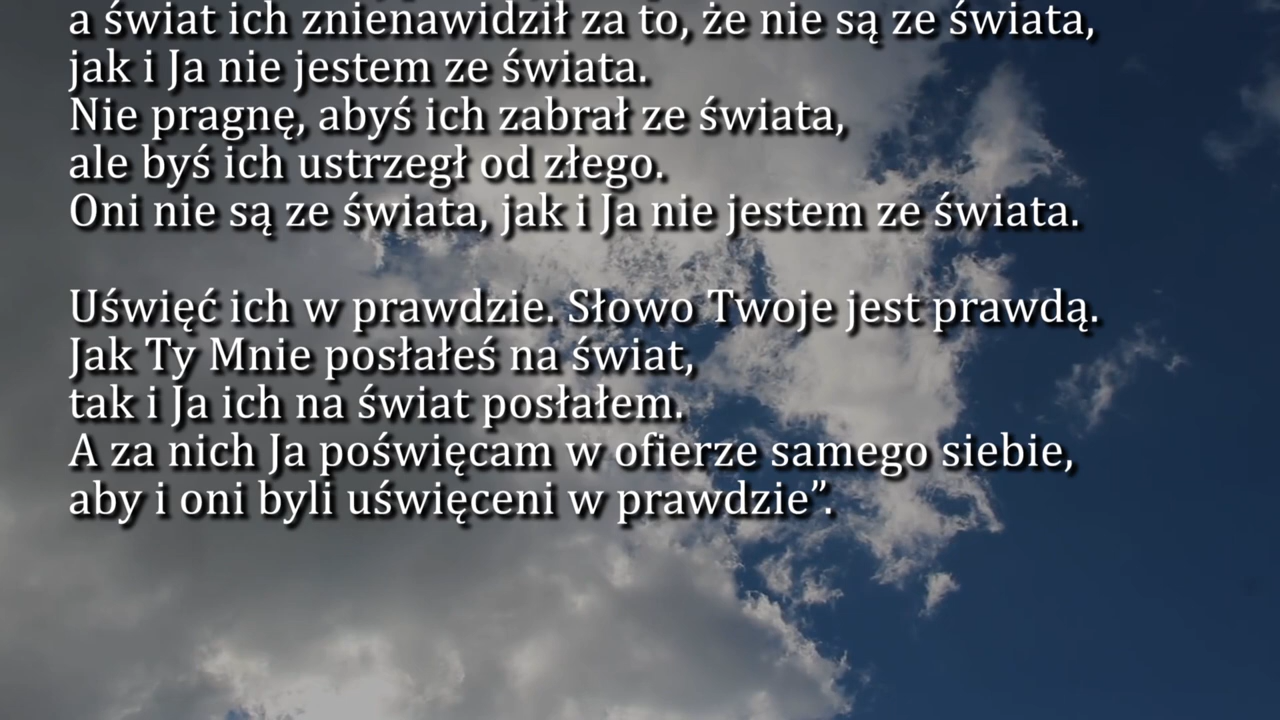 a świat ich znienawidził za to, że nie są ze świata,
jak i Ja nie jestem ze świata.
Nie pragnę, abyś ich zabrał ze świata,
ale byś ich ustrzegł od złego.
Oni nie są ze świata, jak i Ja nie jestem ze świata.
Uświęć ich w prawdzie. Słowo Twoje jest prawdą.
Jak Ty Mnie posłałeś na świat,
tak i Ja ich na świat posłałem.
A za nich Ja poświęcam w ofierze samego siebie,
aby i oni byli uświęceni w prawdzie”.